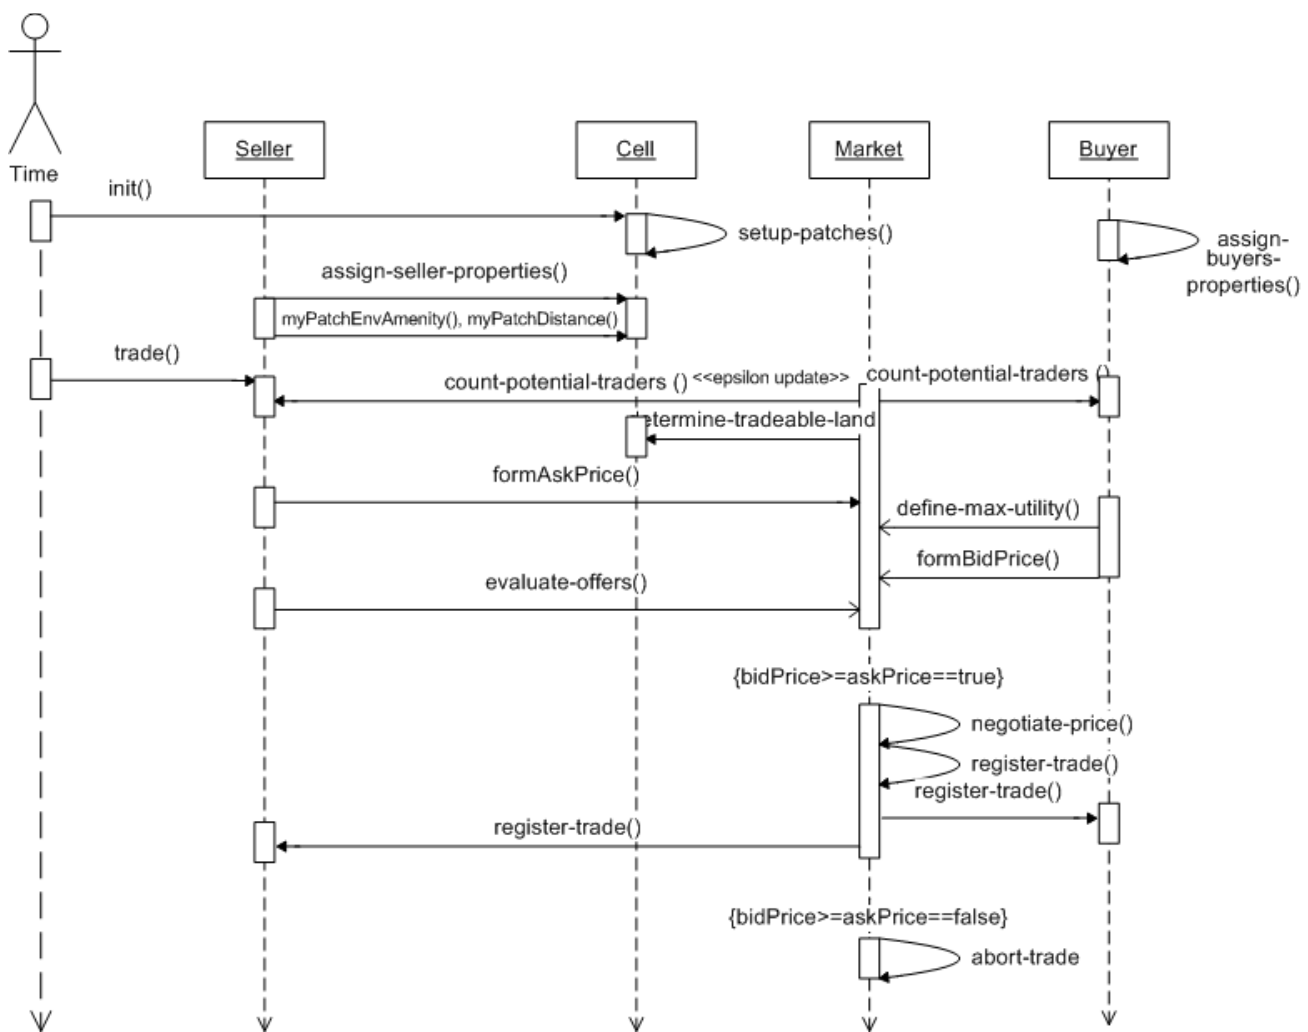 Time
Seller
Cell
Market
Buyer
init()
setup-patches()
assign-
buyers-
properties()
assign-seller-properties()
myPatchEnvAmenity(), myPatchDistance()
trade()
count-potential-traders () <<epsilon update>>
count-potential-traders ()
etermine-tradeable-land
formAskPrice()
define-max-utility()
formBidPrice()
evaluate-offers()
{bidPrice>=askPrice==true}
negotiate-price()
register-trade()
register-trade()
register-trade()
{bidPrice>=askPrice==false}
abort-trade